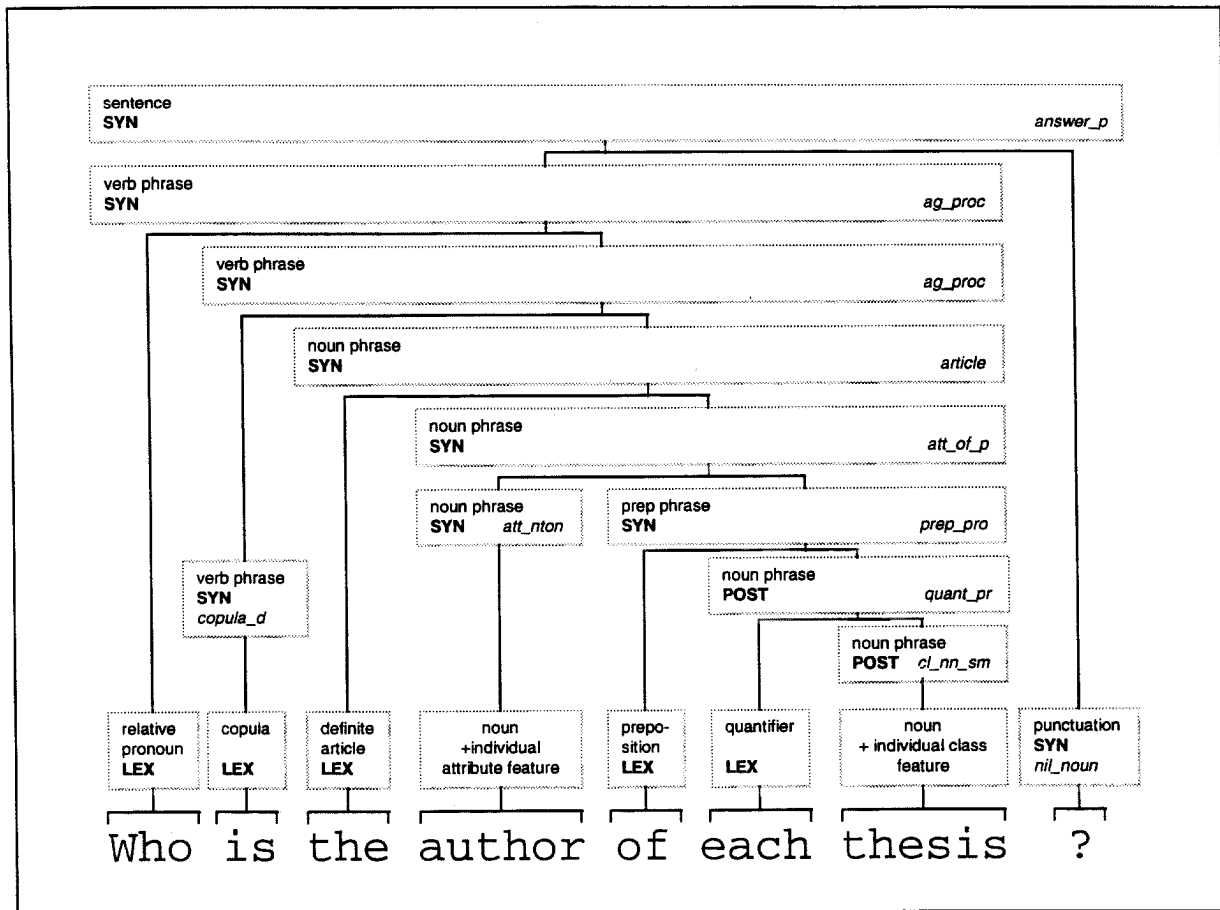 sentence
SYN answer_p
verb phrase
SYN ag_proc
verb phrase
SYN ag_proc
noun phrase
SYN article
noun phrase
SYN att_of_p
noun phrase
SYN att_nton
prep phrase
SYN prep_pro
verb phrase
SYN
copula_d
noun phrase
POST quant_pr
noun phrase
POST cl_nn_sm
relative
pronoun
LEX
copula
LEX
definite
article
LEX
noun
+individual
attribute feature
prepo-
sition
LEX
quantifier
LEX
noun
+ individual class
feature
punctuation
SYN
nil_noun
Who is the author of each thesis ?